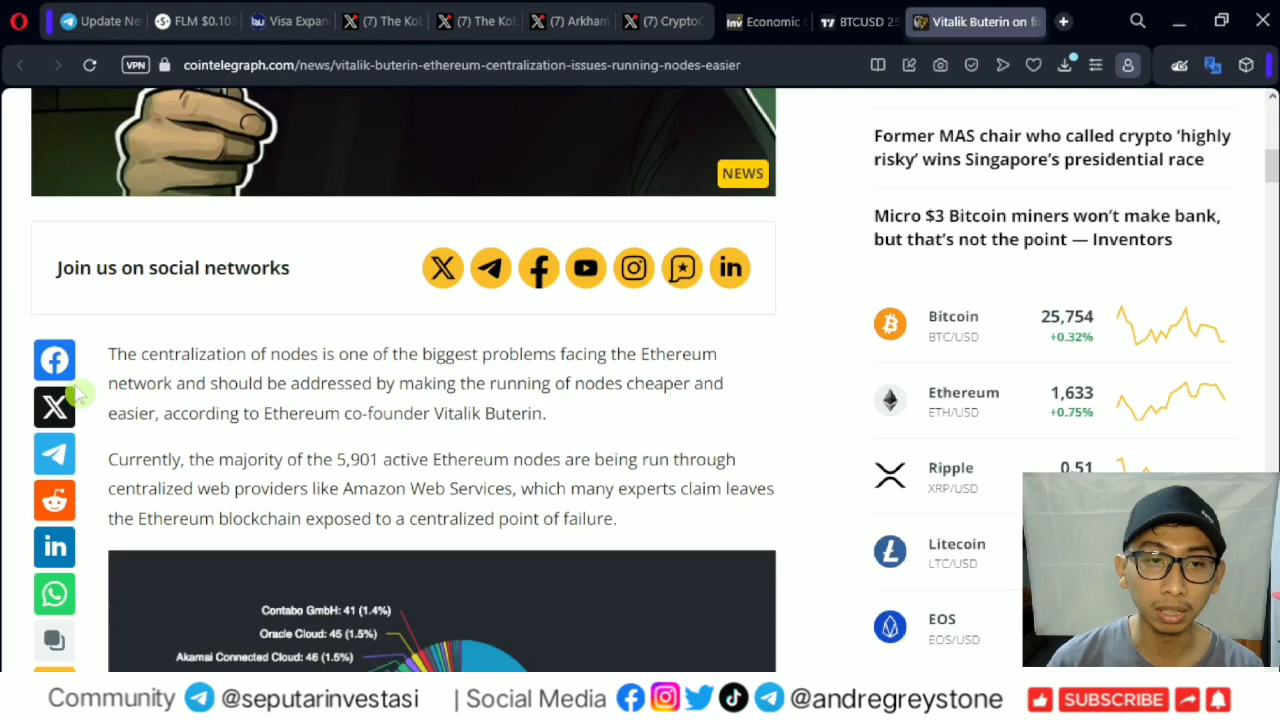 Update Ne
FLM $0.103
Visa Expan
(7) The Kol
(7) The Kob
(7) Arkham
(7) CryptoC
Economic C
BTCUSD 25
Vitalik Buterin on fi
VPN
cointelegraph.com/news/vitalik-buterin-ethereum-centralization-issues-running-nodes-easier
NEWS
Join us on social networks
The centralization of nodes is one of the biggest problems facing the Ethereum
network and should be addressed by making the running of nodes cheaper and
easier, according to Ethereum co-founder Vitalik Buterin.
Currently, the majority of the 5,901 active Ethereum nodes are being run through
centralized web providers like Amazon Web Services, which many experts claim leaves
the Ethereum blockchain exposed to a centralized point of failure.
Contabo GmbH: 41 (1.4%)
Oracle Cloud: 45 (1.5%)
Akamai Connected Cloud: 46 (1.5%)
Former MAS chair who called crypto ‘highly
risky’ wins Singapore’s presidential race
Micro $3 Bitcoin miners won’t make bank,
but that’s not the point — Inventors
Bitcoin 25,754
BTC/USD +0.32%
Ethereum 1,633
ETH/USD +0.75%
Ripple 0.51
XRP/USD
Litecoin
LTC/USD
EOS
EOS/USD
Community @seputarinvestasi | Social Media @andregreystone SUBSCRIBE